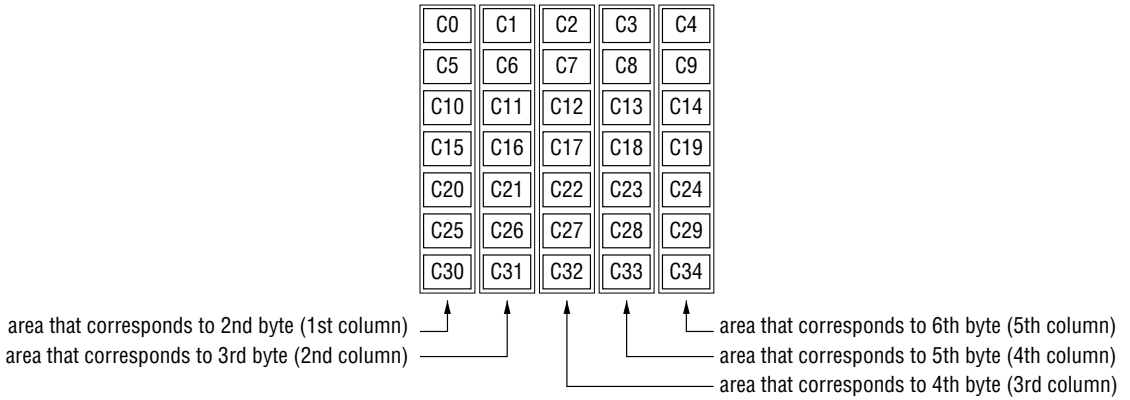 C0 C1 C2 C3 C4
C5 C6 C7 C8 C9
C10 C11 C12 C13 C14
C15 C16 C17 C18 C19
C20 C21 C22 C23 C24
C25 C26 C27 C28 C29
C30 C31 C32 C33 C34
area that corresponds to 2nd byte (1st column)
area that corresponds to 3rd byte (2nd column)
area that corresponds to 6th byte (5th column)
area that corresponds to 5th byte (4th column)
area that corresponds to 4th byte (3rd column)